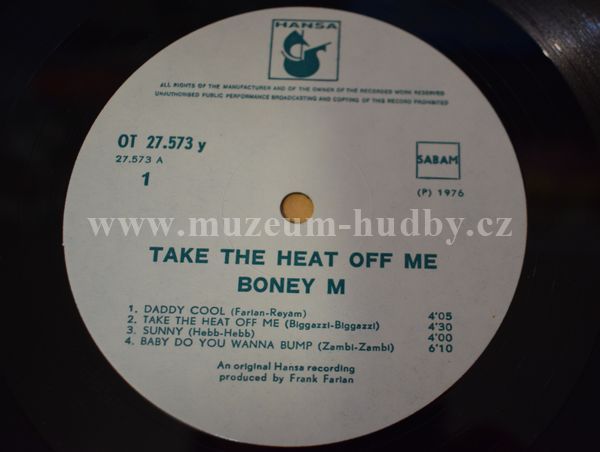 HANSA
ALL RIGHTS OF THE MANUFACTURER AND OF THE OWNER OF THE RECORDED WORK RESERVED
UNAUTHORISED PUBLIC PERFORMANCE BROADCASTING AND COPYING OF THIS RECORD PROHIBITED
OT 27.573 y
27.573 A
1
SABAM
(P) 1976
www.muzeum-hudby.cz
TAKE THE HEAT OFF ME
BONEY M
1. DADDY COOL (Farian-Reyam) 4'05
2. TAKE THE HEAT OFF ME (Biggazzi-Biggazzi) 4'30
3. SUNNY (Hebb-Hebb) 4'00
4. BABY DO YOU WANNA BUMP (Zambi-Zambi) 6'10
An original Hansa recording
produced by Frank Farian